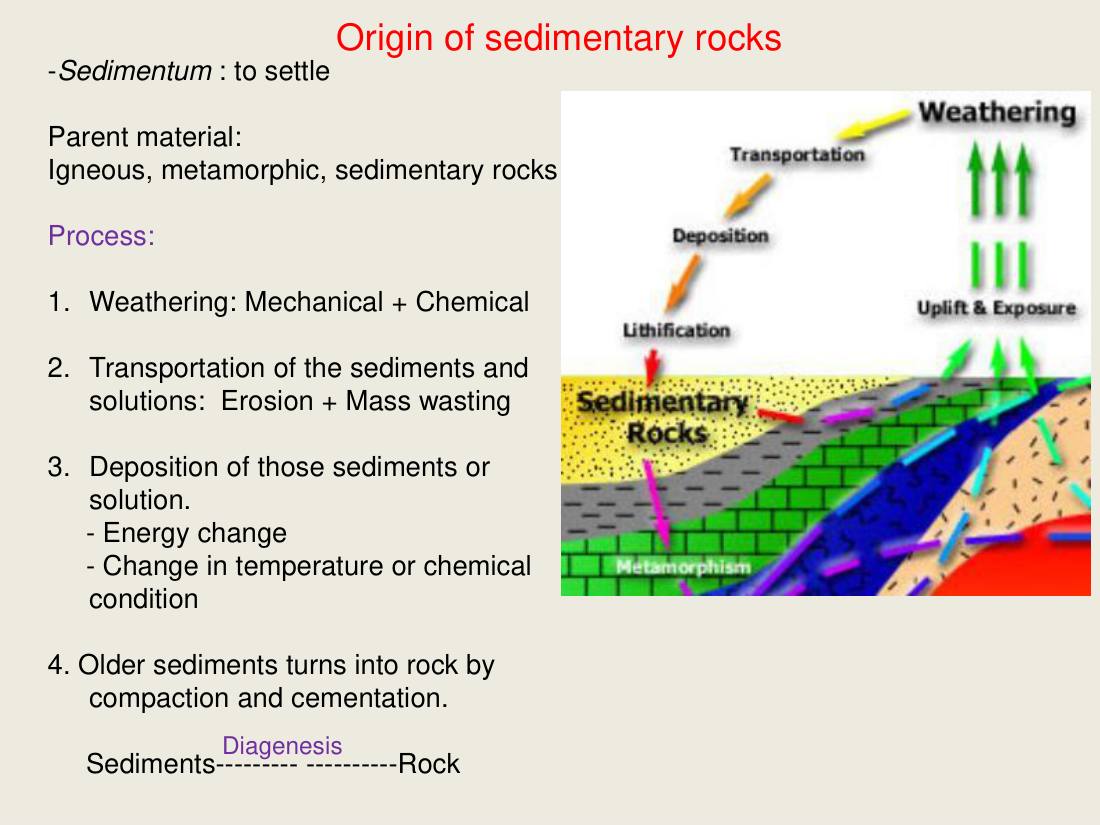 Origin of sedimentary rocks
-Sedimentum : to settle
Parent material:
Igneous, metamorphic, sedimentary rocks
Process:
1. Weathering: Mechanical + Chemical
2. Transportation of the sediments and
solutions: Erosion + Mass wasting
3. Deposition of those sediments or
solution.
- Energy change
- Change in temperature or chemical
condition
4. Older sediments turns into rock by
compaction and cementation.
Diagenesis
Sediments--------- ----------Rock
Weathering
Transportation
Deposition
Lithification
Uplift & Exposure
Sedimentary
Rocks
Metamorphism